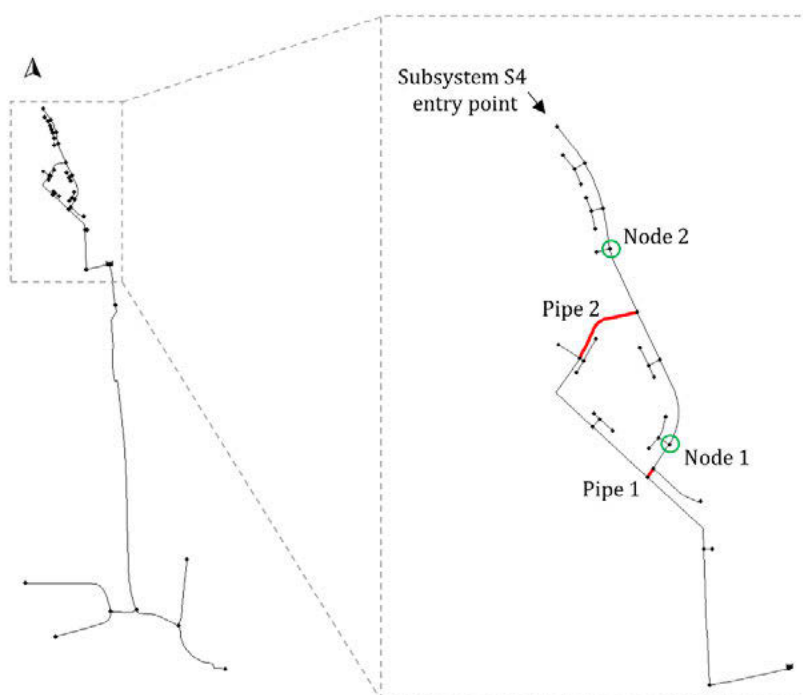 Subsystem S4
entry point
Node 2
Pipe 2
Node 1
Pipe 1